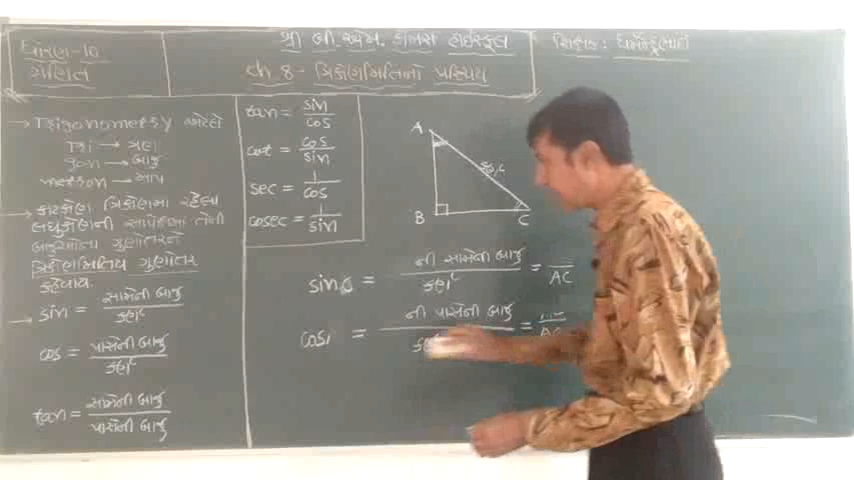 ધોરણ-10
ગણિત
શ્રી બી. એમ. કોમર્સ હાઈસ્કૂલ
ch 8- ત્રિકોણમિતિનો પરિચય
શિક્ષક :
→ Trigonometry એટલે
Tri → ત્રણ
gon → બાજુ
metron → માપ
→ કાટકોણ ત્રિકોણમાં રહેલા
લઘુકોણની સાપેક્ષમાં તેની
બાજુઓના ગુણોતરને
ત્રિકોણમિતિય ગુણોતર
કહેવાય.
→ sin = સામેની બાજુ / કર્ણ
cos = પાસેની બાજુ / કર્ણ
tan = સામેની બાજુ / પાસેની બાજુ
tan = sin / cos
cot = cos / sin
sec = 1 / cos
cosec = 1 / sin
A
કર્ણ
B
C
sin = ની સામેની બાજુ / કર્ણ = / AC
cos = ની પાસેની બાજુ / = / AC